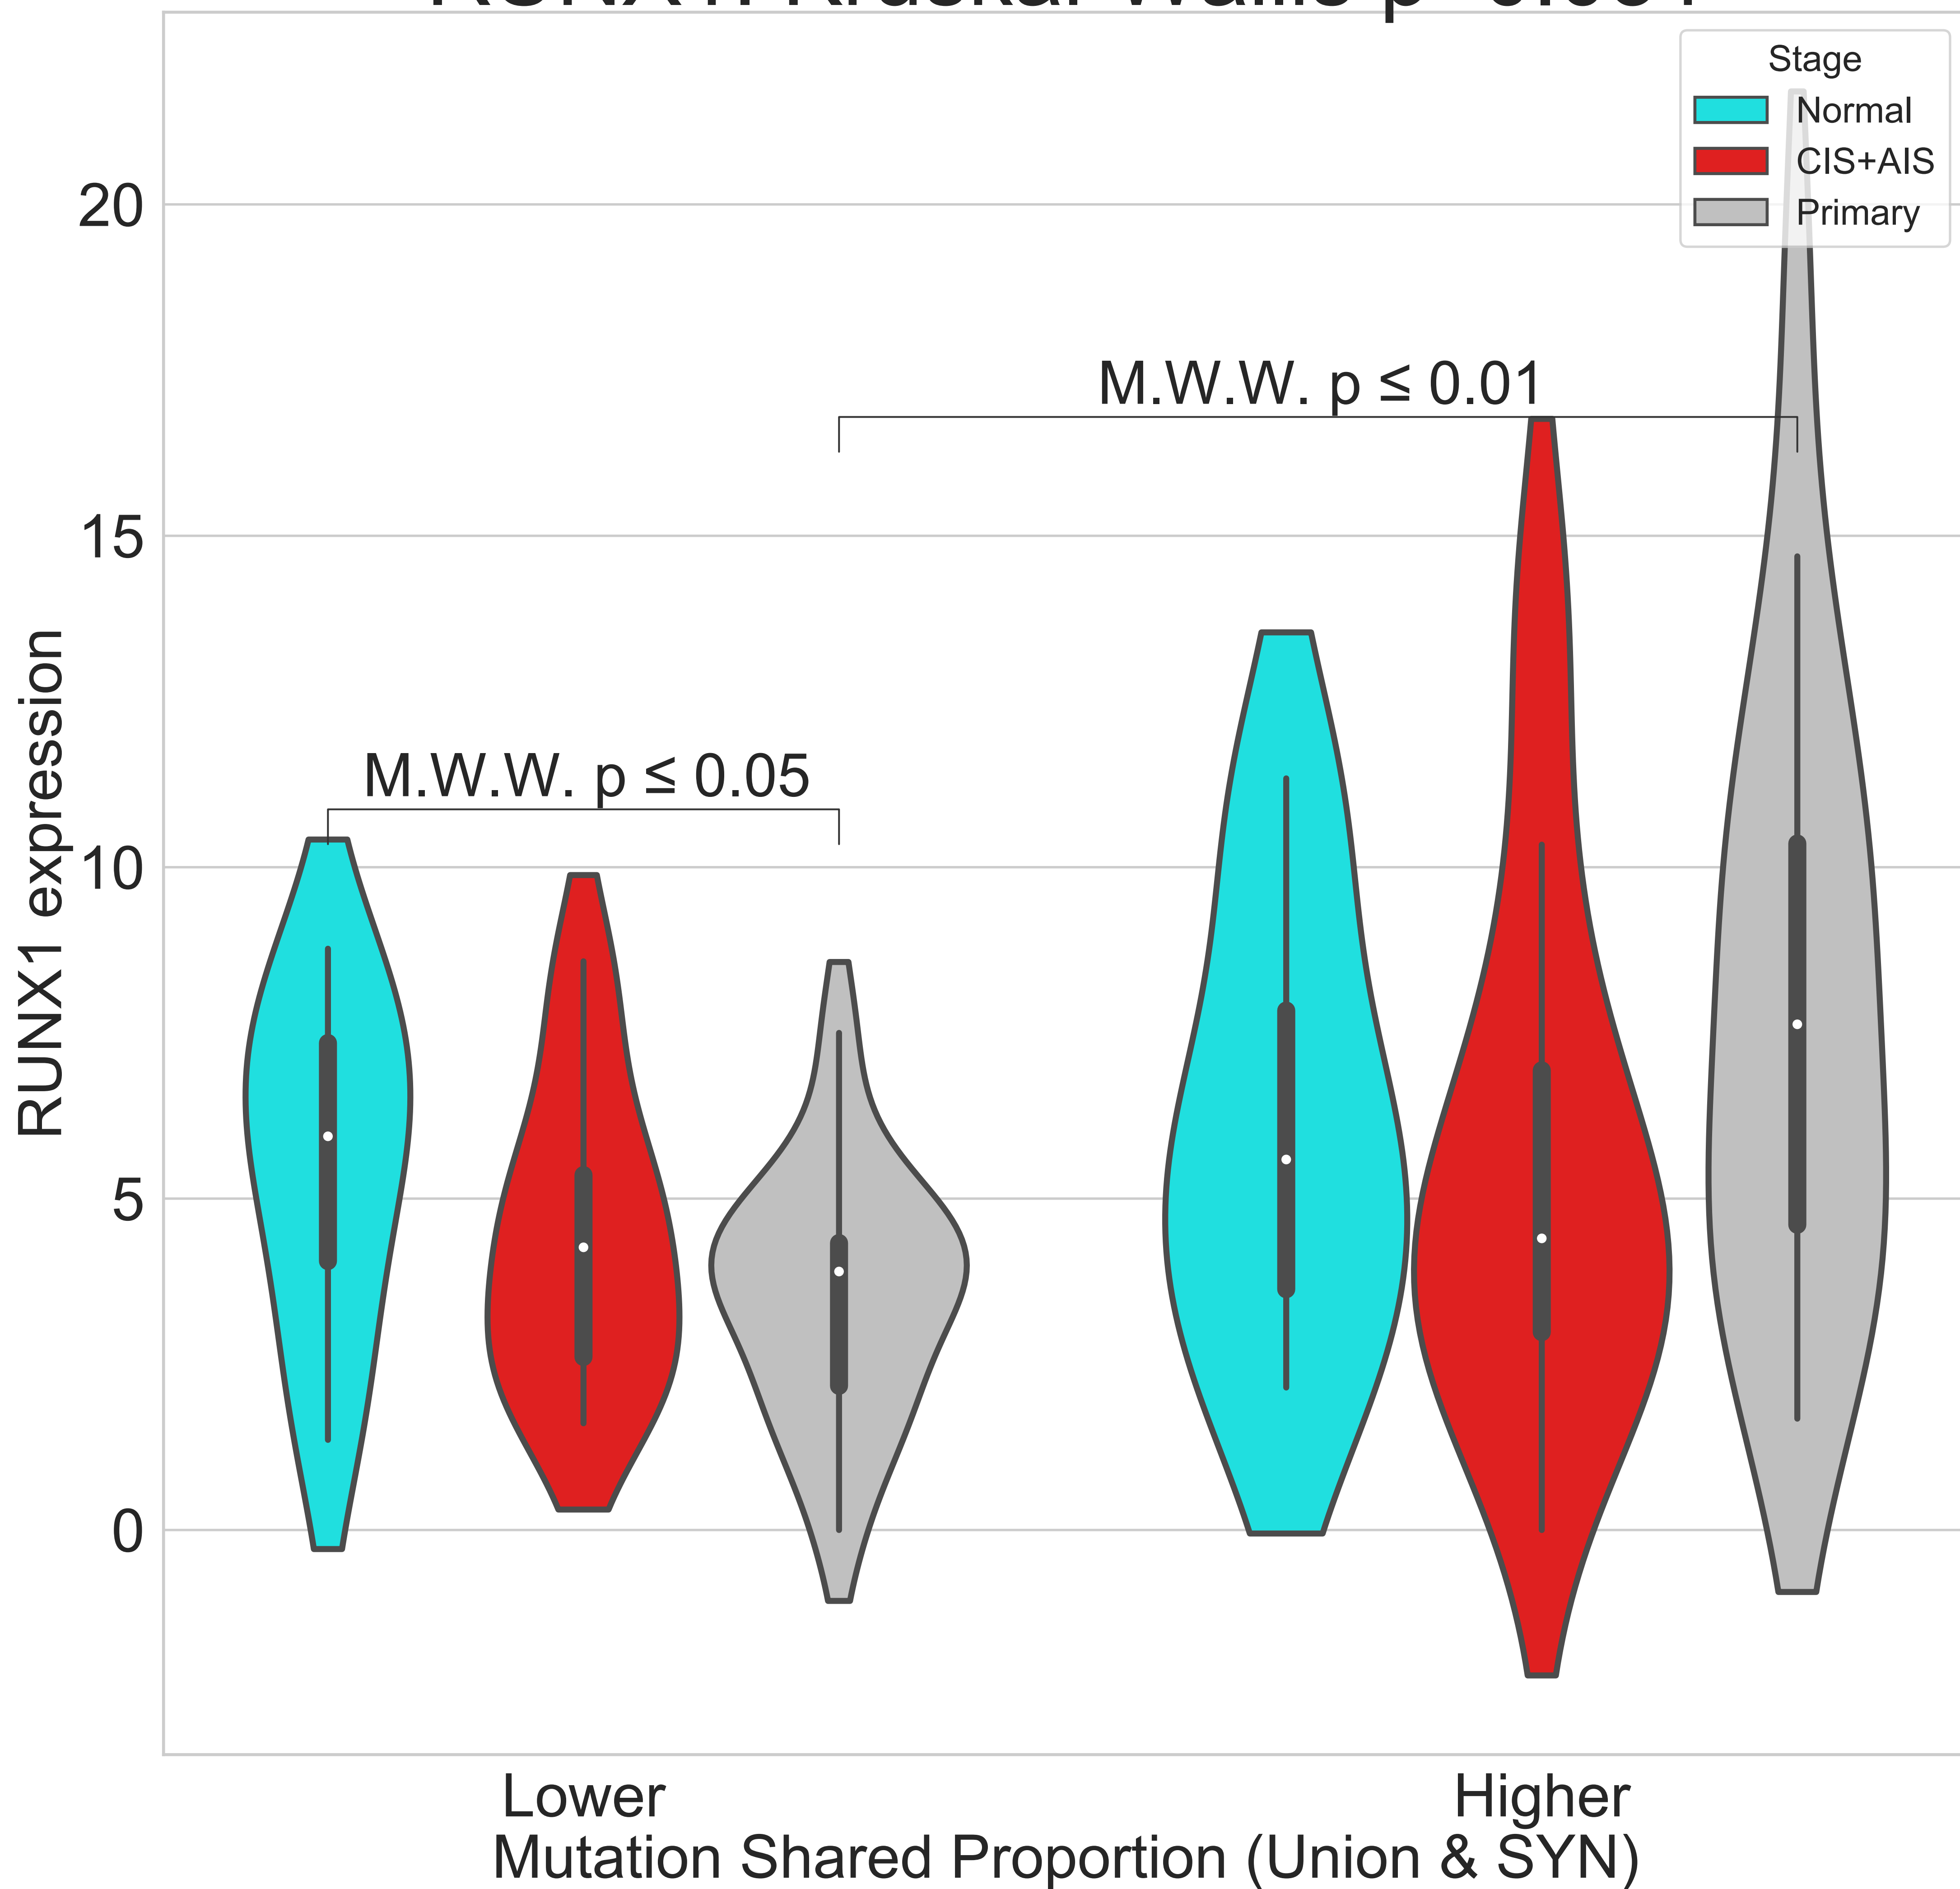 Stage
Normal
CIS+AIS
Primary
20
15
10
5
0
M.W.W. p ≤ 0.01
M.W.W. p ≤ 0.05
RUNX1 expression
Lower
Higher
Mutation Shared Proportion (Union & SYN)